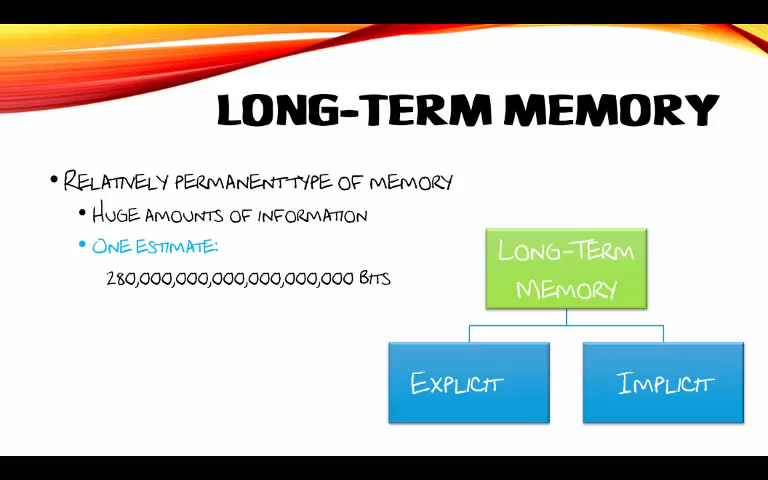 LONG-TERM MEMORY
• RELATIVELY PERMANENT TYPE OF MEMORY
• HUGE AMOUNTS OF INFORMATION
• ONE ESTIMATE:
280,000,000,000,000,000,000 BITS
LONG-TERM
MEMORY
EXPLICIT
IMPLICIT